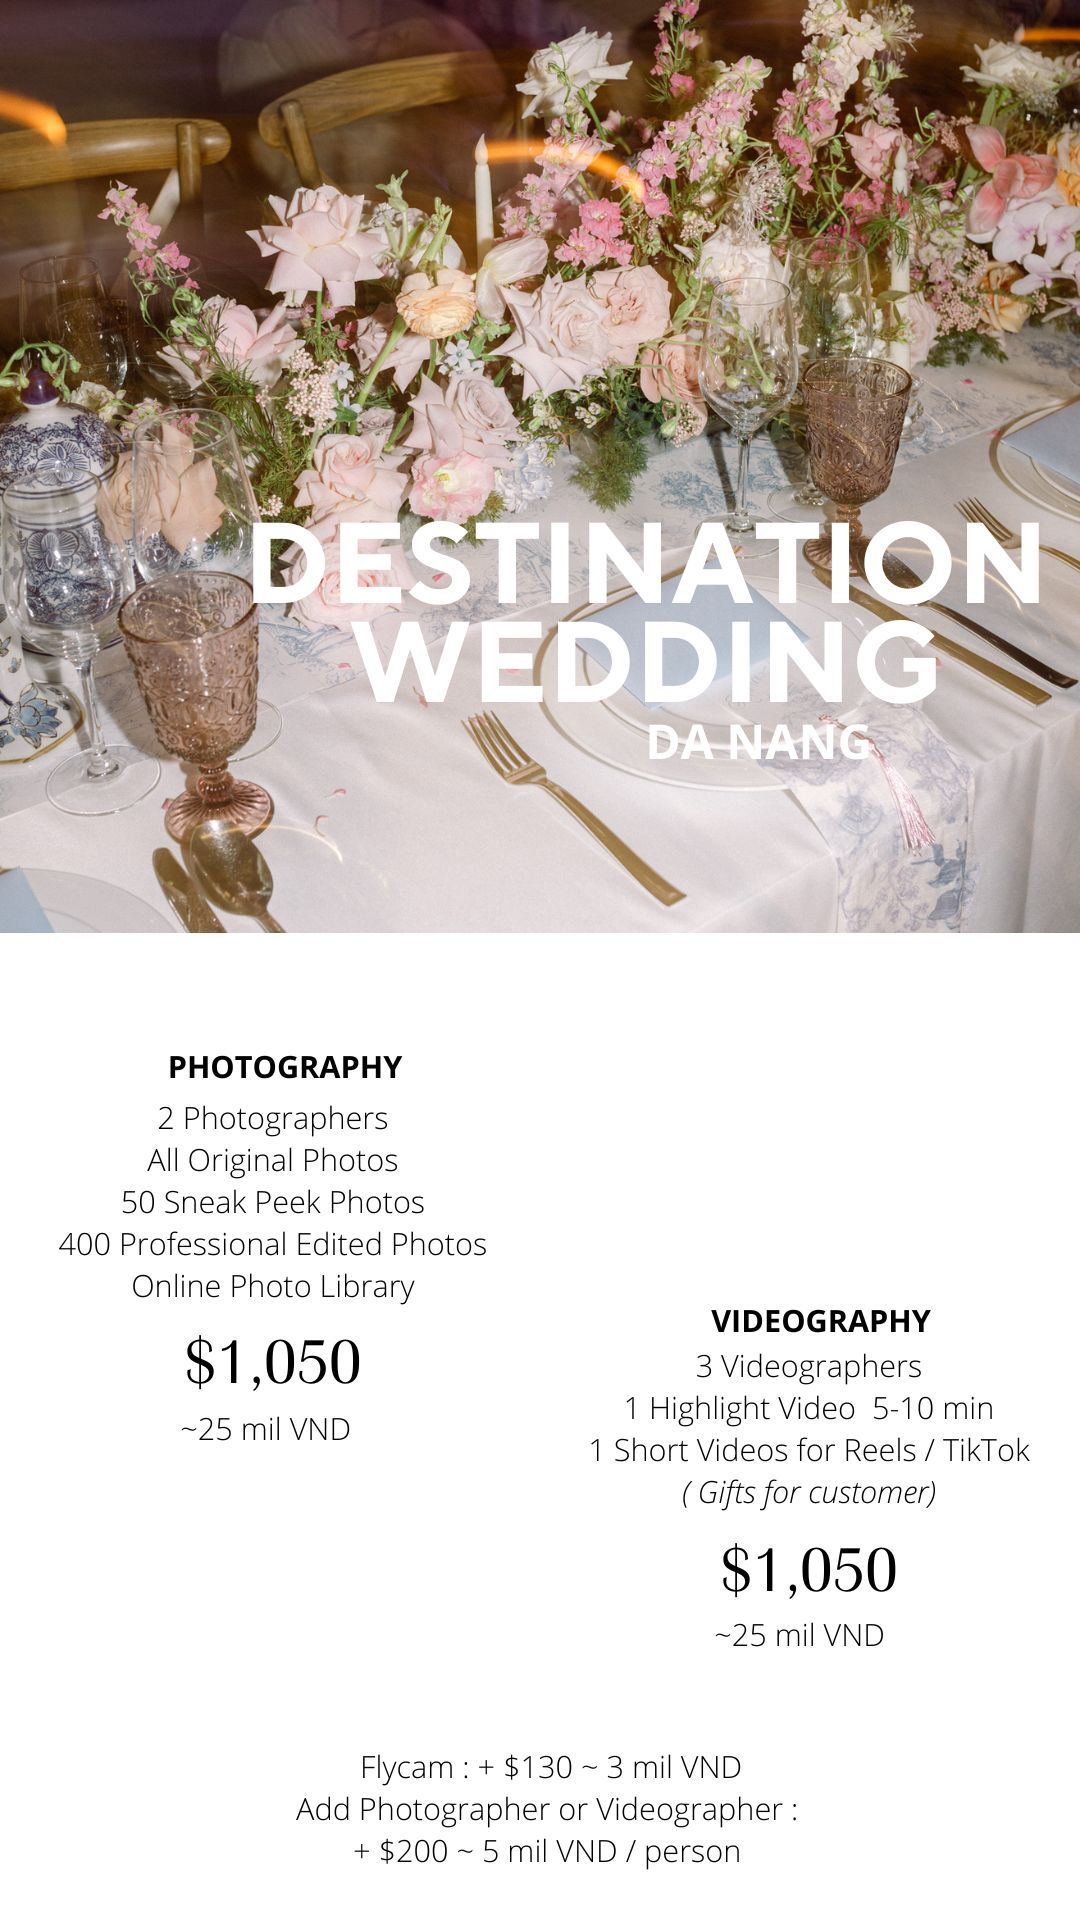 DESTINATION
WEDDING
DA NANG
PHOTOGRAPHY
2 Photographers
All Original Photos
50 Sneak Peek Photos
400 Professional Edited Photos
Online Photo Library
$1,050
~25 mil VND
VIDEOGRAPHY
3 Videographers
1 Highlight Video  5-10 min
1 Short Videos for Reels / TikTok
( Gifts for customer)
$1,050
~25 mil VND
Flycam : + $130 ~ 3 mil VND
Add Photographer or Videographer :
+ $200 ~ 5 mil VND / person